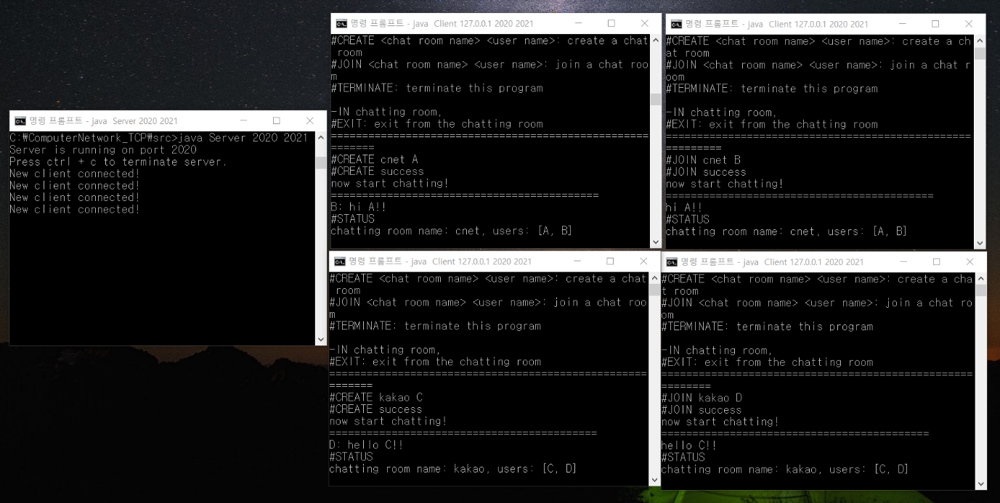 명령 프롬프트 - java Server 2020 2021
C:₩ComputerNetwork_TCP₩src>java Server 2020 2021
Server is running on port 2020
Press ctrl + c to terminate server.
New client connected!
New client connected!
New client connected!
New client connected!
명령 프롬프트 - java Client 127.0.0.1 2020 2021
#CREATE <chat room name> <user name>: create a chat
room
#JOIN <chat room name> <user name>: join a chat roo
m
#TERMINATE: terminate this program
-IN chatting room,
#EXIT: exit from the chatting room
===================================================
=======
#CREATE cnet A
#CREATE success
now start chatting!
===========================================
B: hi A!!
#STATUS
chatting room name: cnet, users: [A, B]
명령 프롬프트 - java Client 127.0.0.1 2020 2021
#CREATE <chat room name> <user name>: create a ch
at room
#JOIN <chat room name> <user name>: join a chat r
oom
#TERMINATE: terminate this program
-IN chatting room,
#EXIT: exit from the chatting room
=================================================
=========
#JOIN cnet B
#JOIN success
now start chatting!
===========================================
hi A!!
#STATUS
chatting room name: cnet, users: [A, B]
명령 프롬프트 - java Client 127.0.0.1 2020 2021
#CREATE <chat room name> <user name>: create a chat
room
#JOIN <chat room name> <user name>: join a chat roo
m
#TERMINATE: terminate this program
-IN chatting room,
#EXIT: exit from the chatting room
===================================================
=======
#CREATE kakao C
#CREATE success
now start chatting!
===========================================
D: hello C!!
#STATUS
chatting room name: kakao, users: [C, D]
명령 프롬프트 - java Client 127.0.0.1 2020 2021
#CREATE <chat room name> <user name>: create a cha
t room
#JOIN <chat room name> <user name>: join a chat ro
om
#TERMINATE: terminate this program
-IN chatting room,
#EXIT: exit from the chatting room
==================================================
========
#JOIN kakao D
#JOIN success
now start chatting!
===========================================
hello C!!
#STATUS
chatting room name: kakao, users: [C, D]